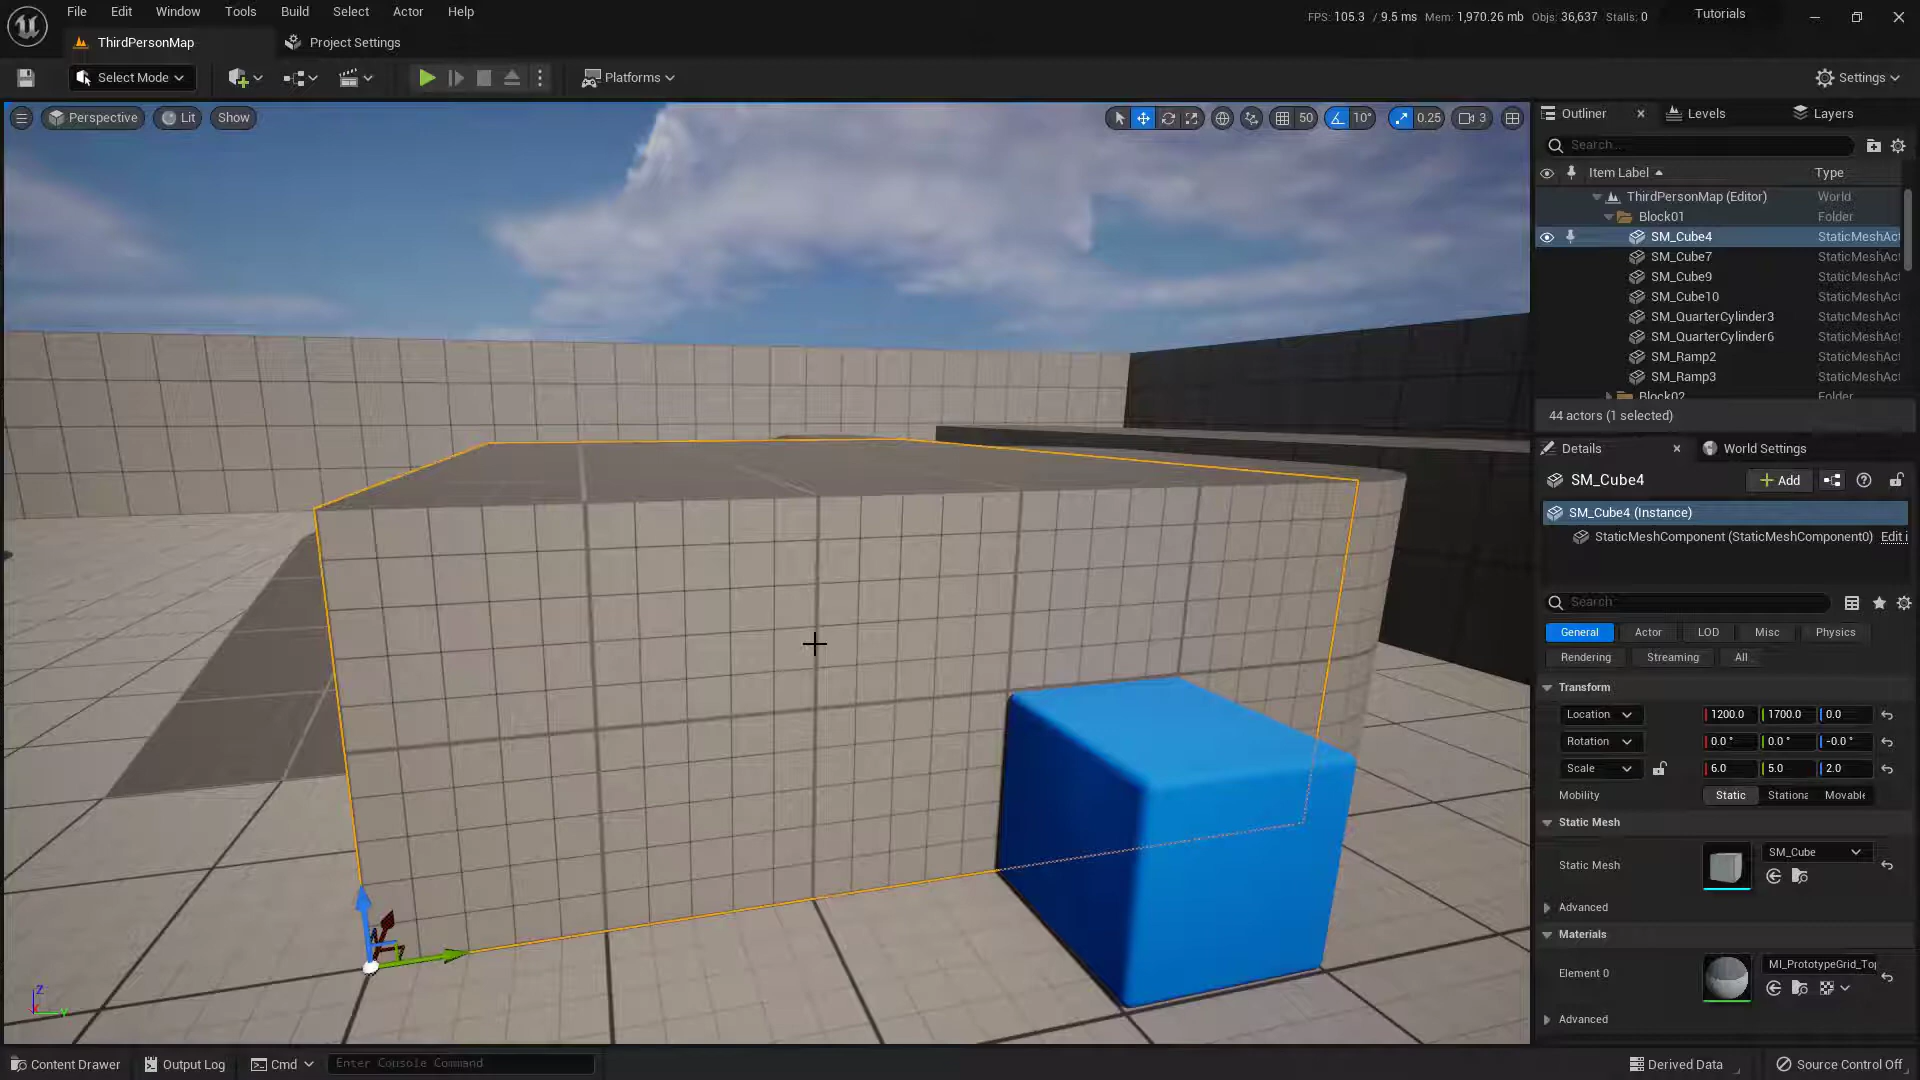 File Edit Window Tools Build Select Actor Help
FPS: 105.3 / 9.5 ms Mem: 1,970.26 mb Objs: 36,637 Stalls: 0
Tutorials
ThirdPersonMap
Project Settings
Select Mode
Platforms
Settings
Perspective
Lit
Show
50
10°
0.25
3
Outliner
Levels
Layers
Search...
Item Label
Type
ThirdPersonMap (Editor) World
Block01 Folder
SM_Cube4 StaticMeshAct
SM_Cube7 StaticMeshAct
SM_Cube9 StaticMeshAct
SM_Cube10 StaticMeshAct
SM_QuarterCylinder3 StaticMeshAct
SM_QuarterCylinder6 StaticMeshAct
SM_Ramp2 StaticMeshAct
SM_Ramp3 StaticMeshAct
Block02 Folder
44 actors (1 selected)
Details
World Settings
SM_Cube4
+ Add
SM_Cube4 (Instance)
StaticMeshComponent (StaticMeshComponent0) Edit i
Search
General Actor LOD Misc Physics
Rendering Streaming All
Transform
Location 1200.0 1700.0 0.0
Rotation 0.0 ° 0.0 ° -0.0 °
Scale 6.0 5.0 2.0
Mobility Static Stationa Movable
Static Mesh
Static Mesh SM_Cube
Advanced
Materials
Element 0 MI_PrototypeGrid_Top
Advanced
Z
X
Y
Content Drawer
Output Log
Cmd
Enter Console Command
Derived Data
Source Control Off